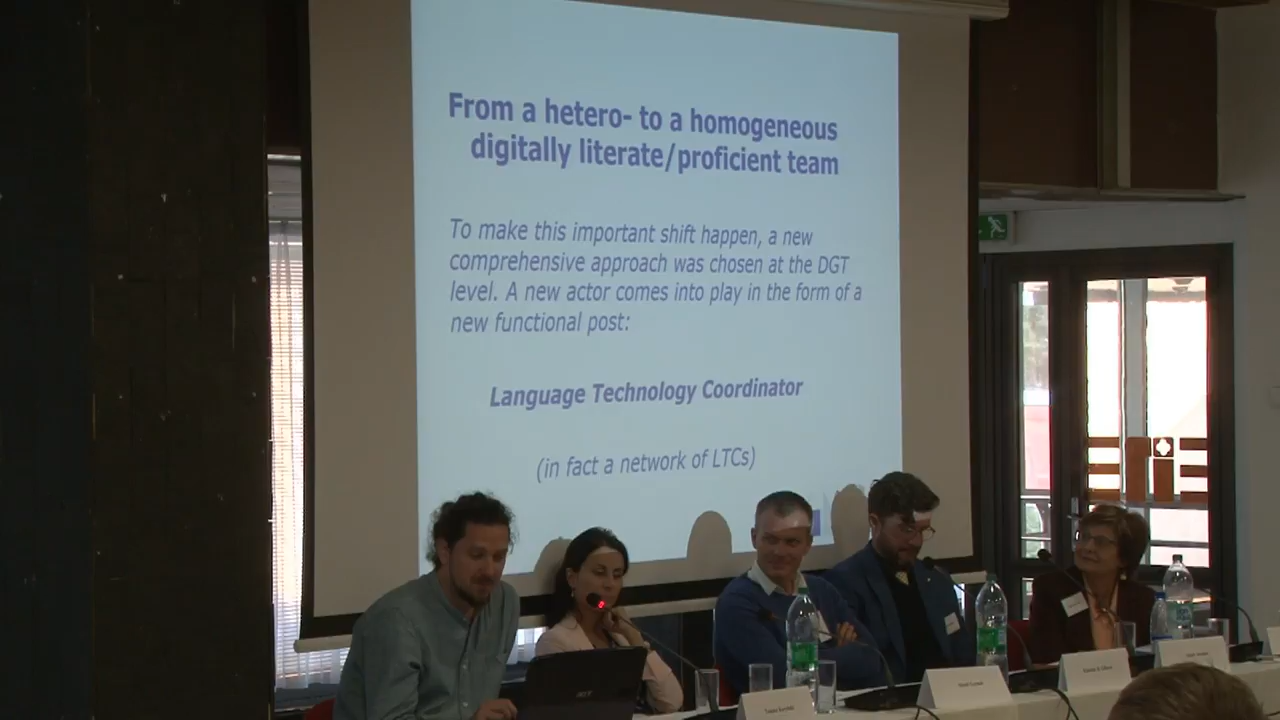 From a hetero- to a homogeneous
digitally literate/proficient team
To make this important shift happen, a new
comprehensive approach was chosen at the DGT
level. A new actor comes into play in the form of a
new functional post:
Language Technology Coordinator
(in fact a network of LTCs)